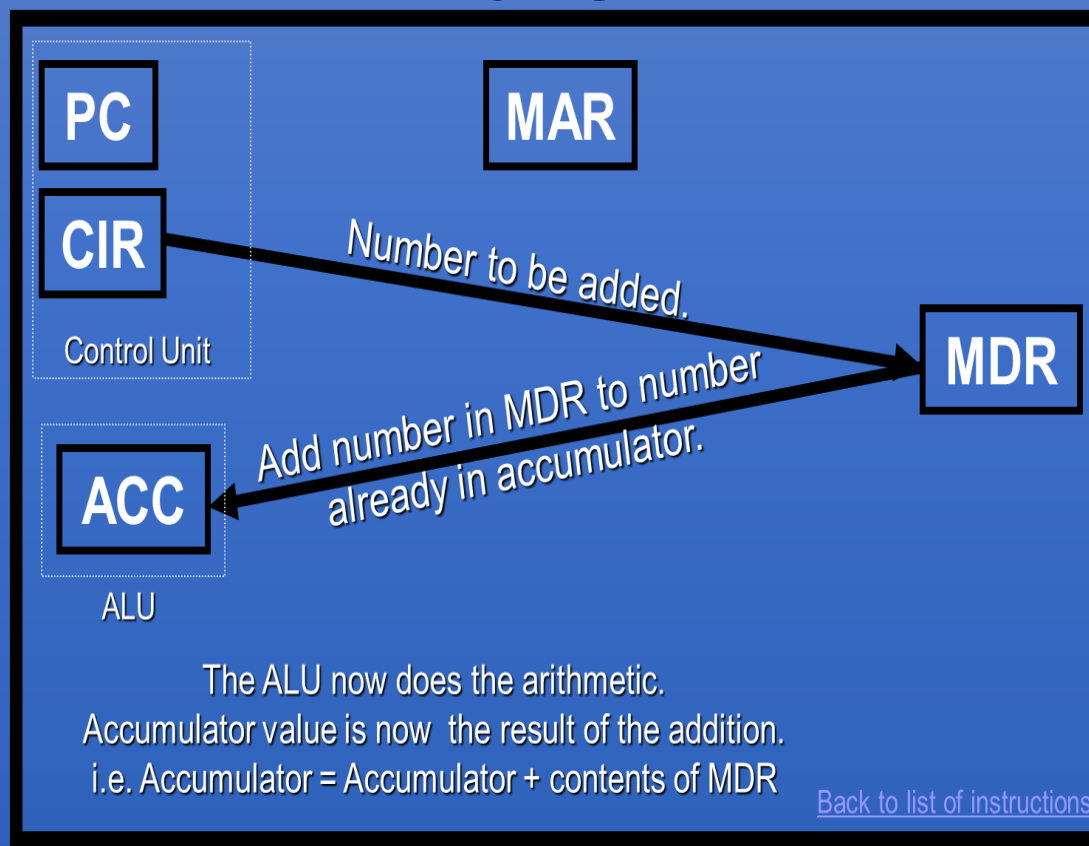 PC
MAR
CIR
Number to be added.
Control Unit
MDR
Add number in MDR to number
already in accumulator.
ACC
ALU
The ALU now does the arithmetic.
Accumulator value is now the result of the addition.
i.e. Accumulator = Accumulator + contents of MDR
Back to list of instructions